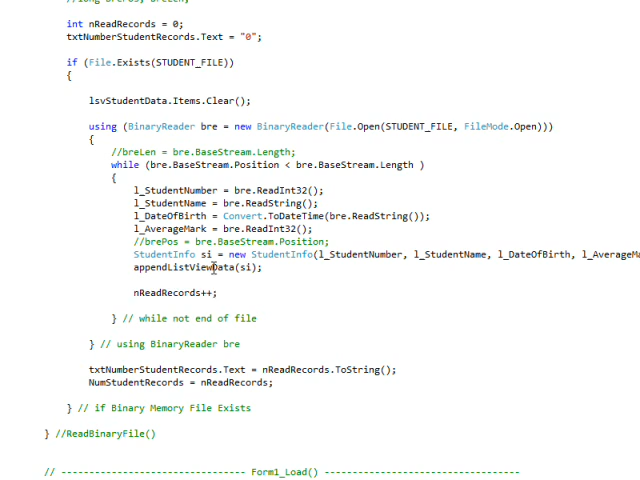 //long brePos, breLen;
int nReadRecords = 0;
txtNumberStudentRecords.Text = "0";
if (File.Exists(STUDENT_FILE))
{
lsvStudentData.Items.Clear();
using (BinaryReader bre = new BinaryReader(File.Open(STUDENT_FILE, FileMode.Open)))
{
//breLen = bre.BaseStream.Length;
while (bre.BaseStream.Position < bre.BaseStream.Length )
{
l_StudentNumber = bre.ReadInt32();
l_StudentName = bre.ReadString();
l_DateOfBirth = Convert.ToDateTime(bre.ReadString());
l_AverageMark = bre.ReadInt32();
//brePos = bre.BaseStream.Position;
StudentInfo si = new StudentInfo(l_StudentNumber, l_StudentName, l_DateOfBirth, l_AverageMa
appendListViewData(si);
nReadRecords++;
} // while not end of file
} // using BinaryReader bre
txtNumberStudentRecords.Text = nReadRecords.ToString();
NumStudentRecords = nReadRecords;
} // if Binary Memory File Exists
} //ReadBinaryFile()
// --------------------------------- Form1_Load() -----------------------------------